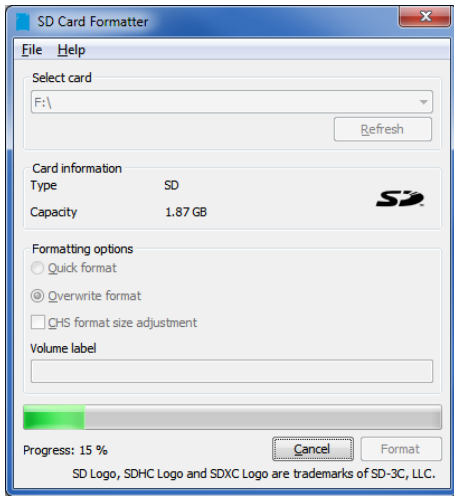 SD Card Formatter
File Help
Select card
F:\
Refresh
Card information
Type SD
Capacity 1.87 GB
SD
Formatting options
Quick format
Overwrite format
CHS format size adjustment
Volume label
Progress: 15 %
Cancel
Format
SD Logo, SDHC Logo and SDXC Logo are trademarks of SD-3C, LLC.